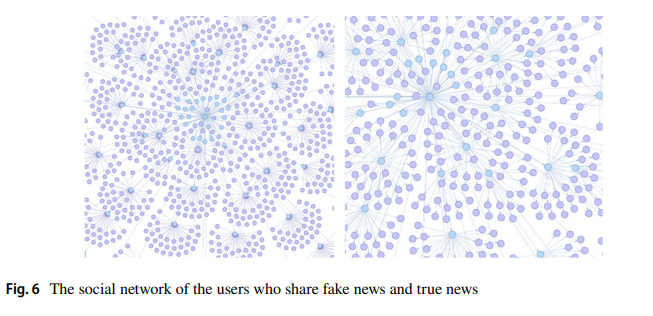 Fig. 6 The social network of the users who share fake news and true news